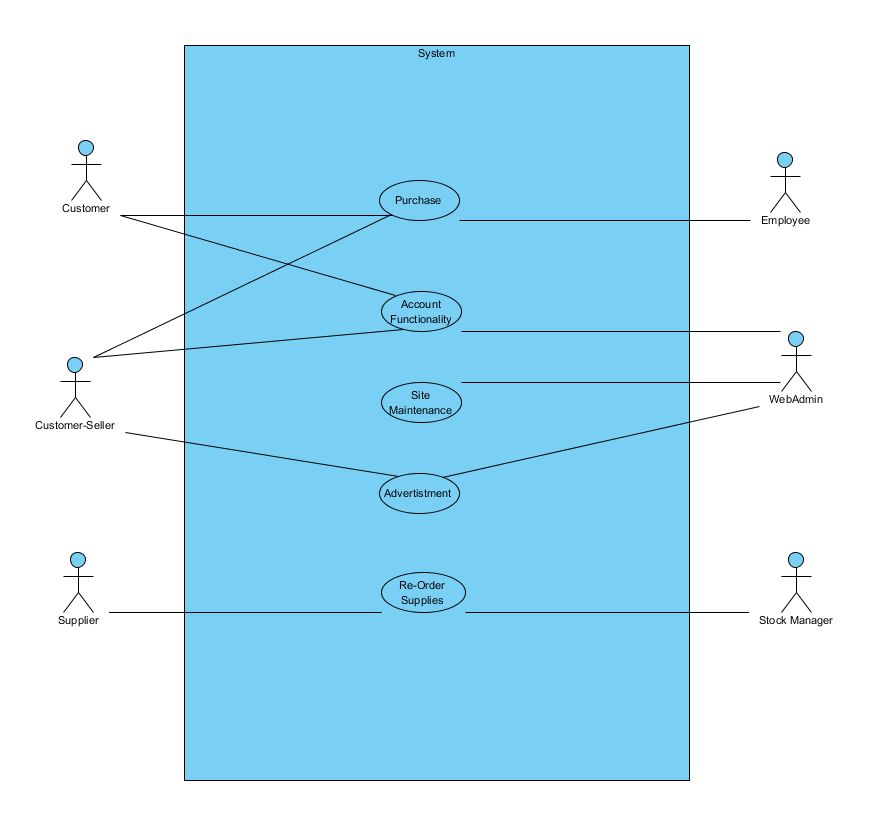 System
Customer
Purchase
Employee
Account
Functionality
WebAdmin
Site
Maintenance
Customer-Seller
Advertistment
Re-Order
Supplies
Supplier
Stock Manager